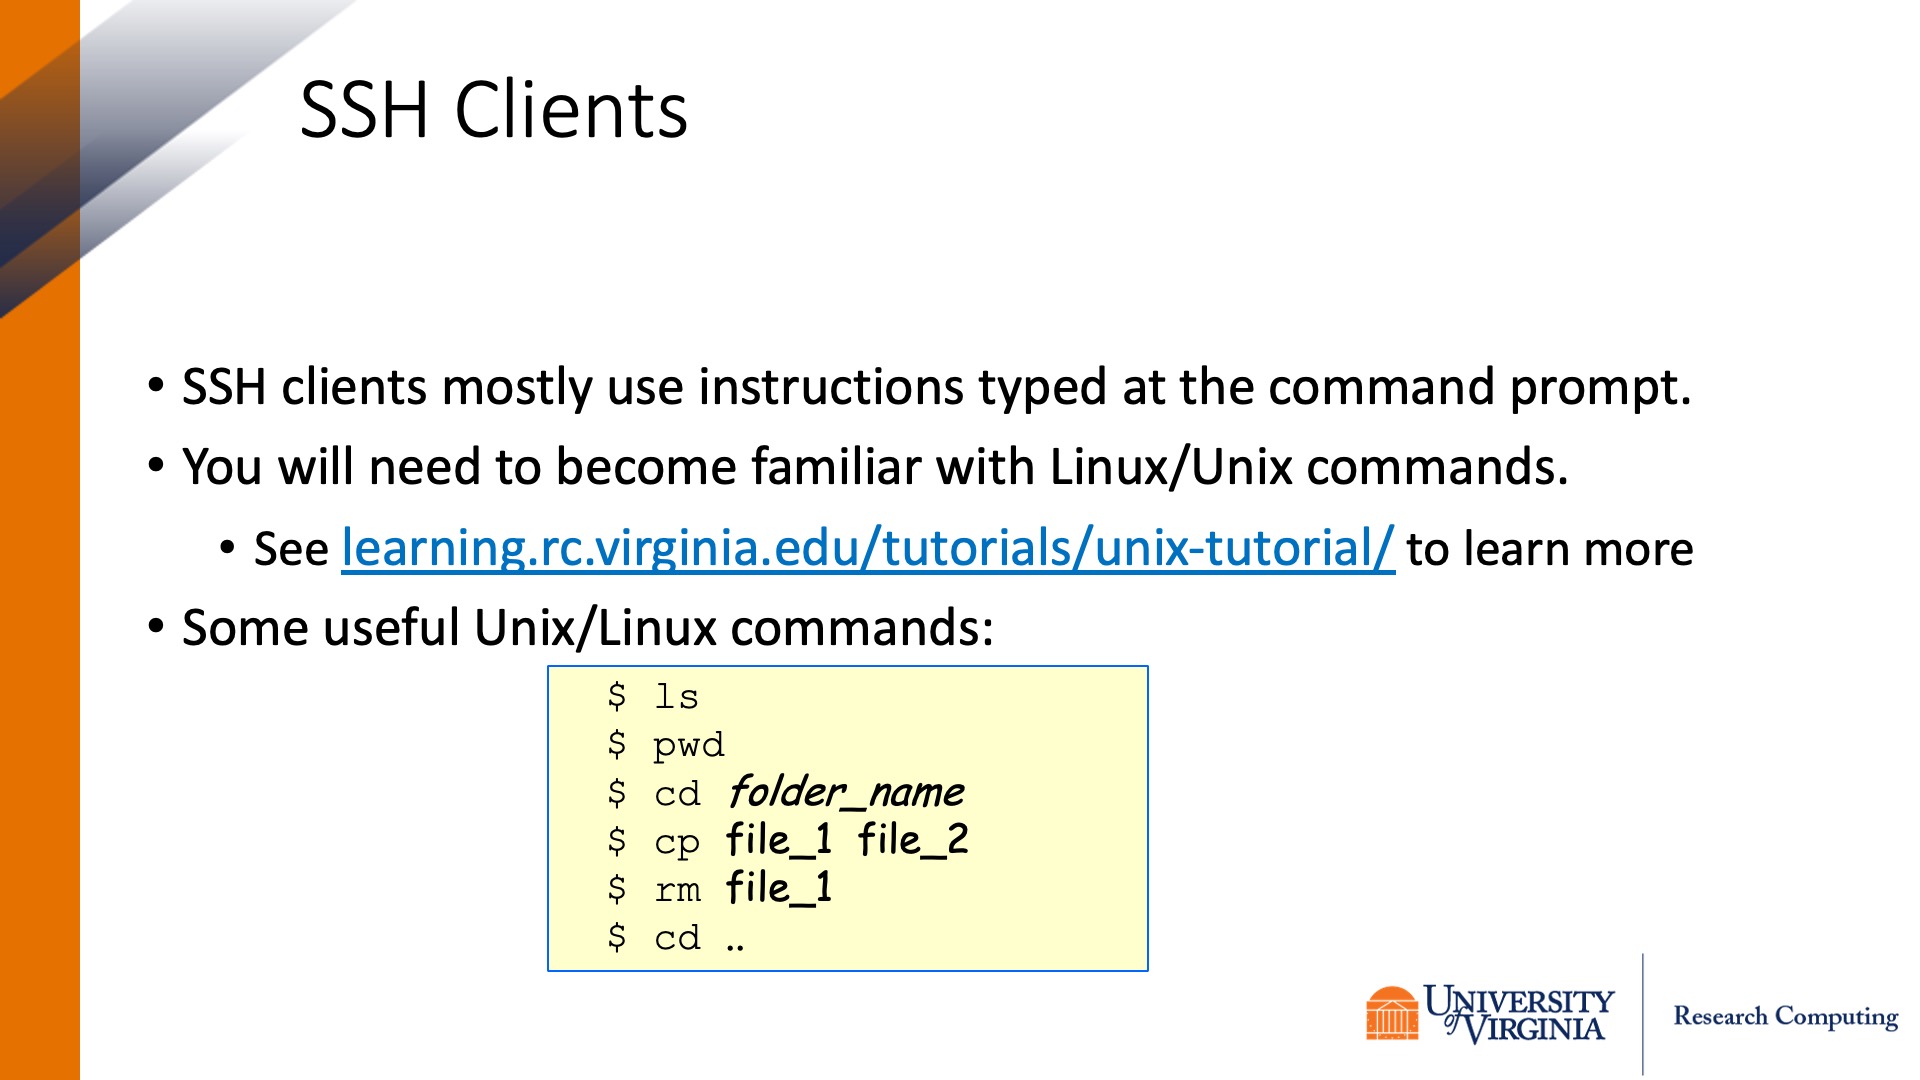 SSH Clients
• SSH clients mostly use instructions typed at the command prompt.
• You will need to become familiar with Linux/Unix commands.
• See learning.rc.virginia.edu/tutorials/unix-tutorial/ to learn more
• Some useful Unix/Linux commands:
$ ls
$ pwd
$ cd folder_name
$ cp file_1 file_2
$ rm file_1
$ cd ..
UNIVERSITY
of VIRGINIA
Research Computing